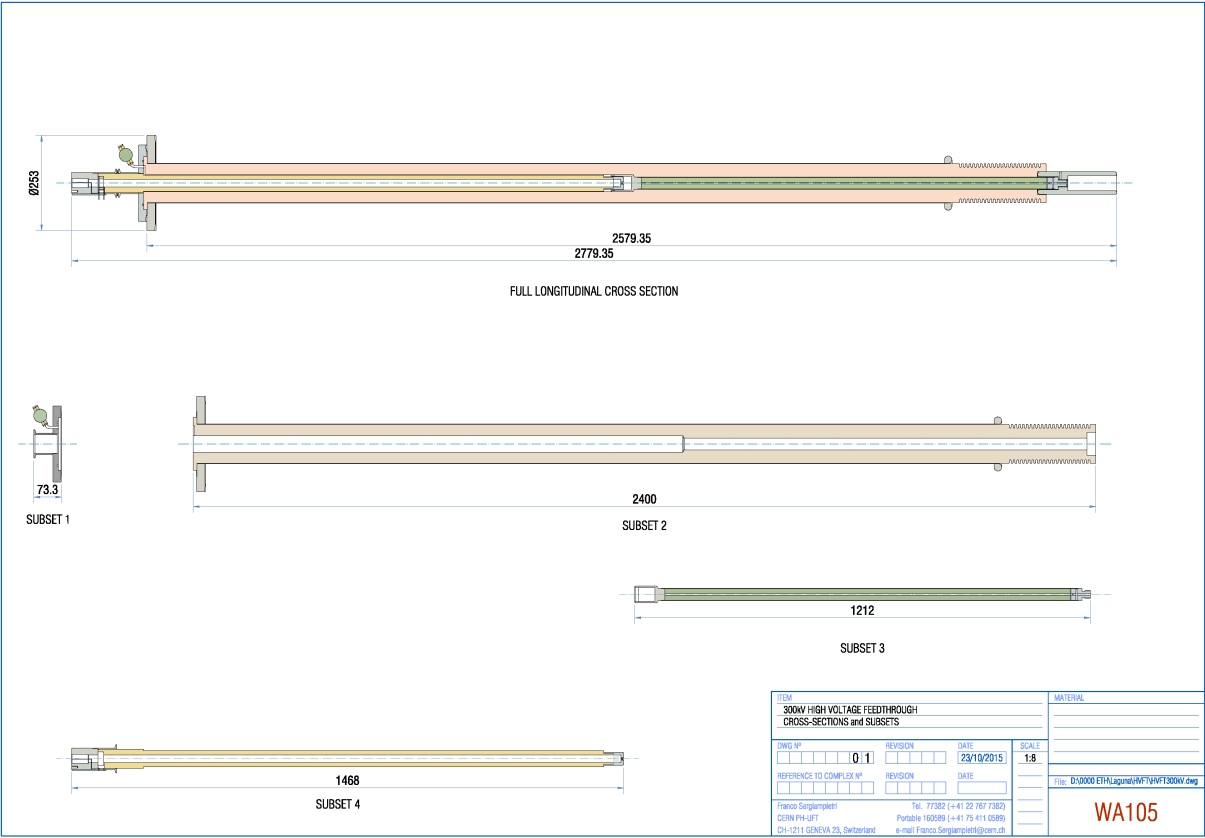 Ø253
2579.35
2779.35
FULL LONGITUDINAL CROSS SECTION
73.3
SUBSET 1
2400
SUBSET 2
1212
SUBSET 3
1468
SUBSET 4
ITEM
300kV HIGH VOLTAGE FEEDTHROUGH
CROSS-SECTIONS and SUBSETS
MATERIAL
DWG Nº REVISION DATE SCALE
0 1 23/10/2015 1:8
REFERENCE TO COMPLEX Nº REVISION DATE
File: D:\0000 ETH\Laguna\HVFT\HVFT300kV.dwg
Franco Sergiampietri Tel. 77382 (+41 22 767 7382)
CERN PH-UFT Portable 160589 (+41 75 411 0589)
CH-1211 GENEVA 23, Switzerland e-mail Franco.Sergiampietri@cern.ch
WA105